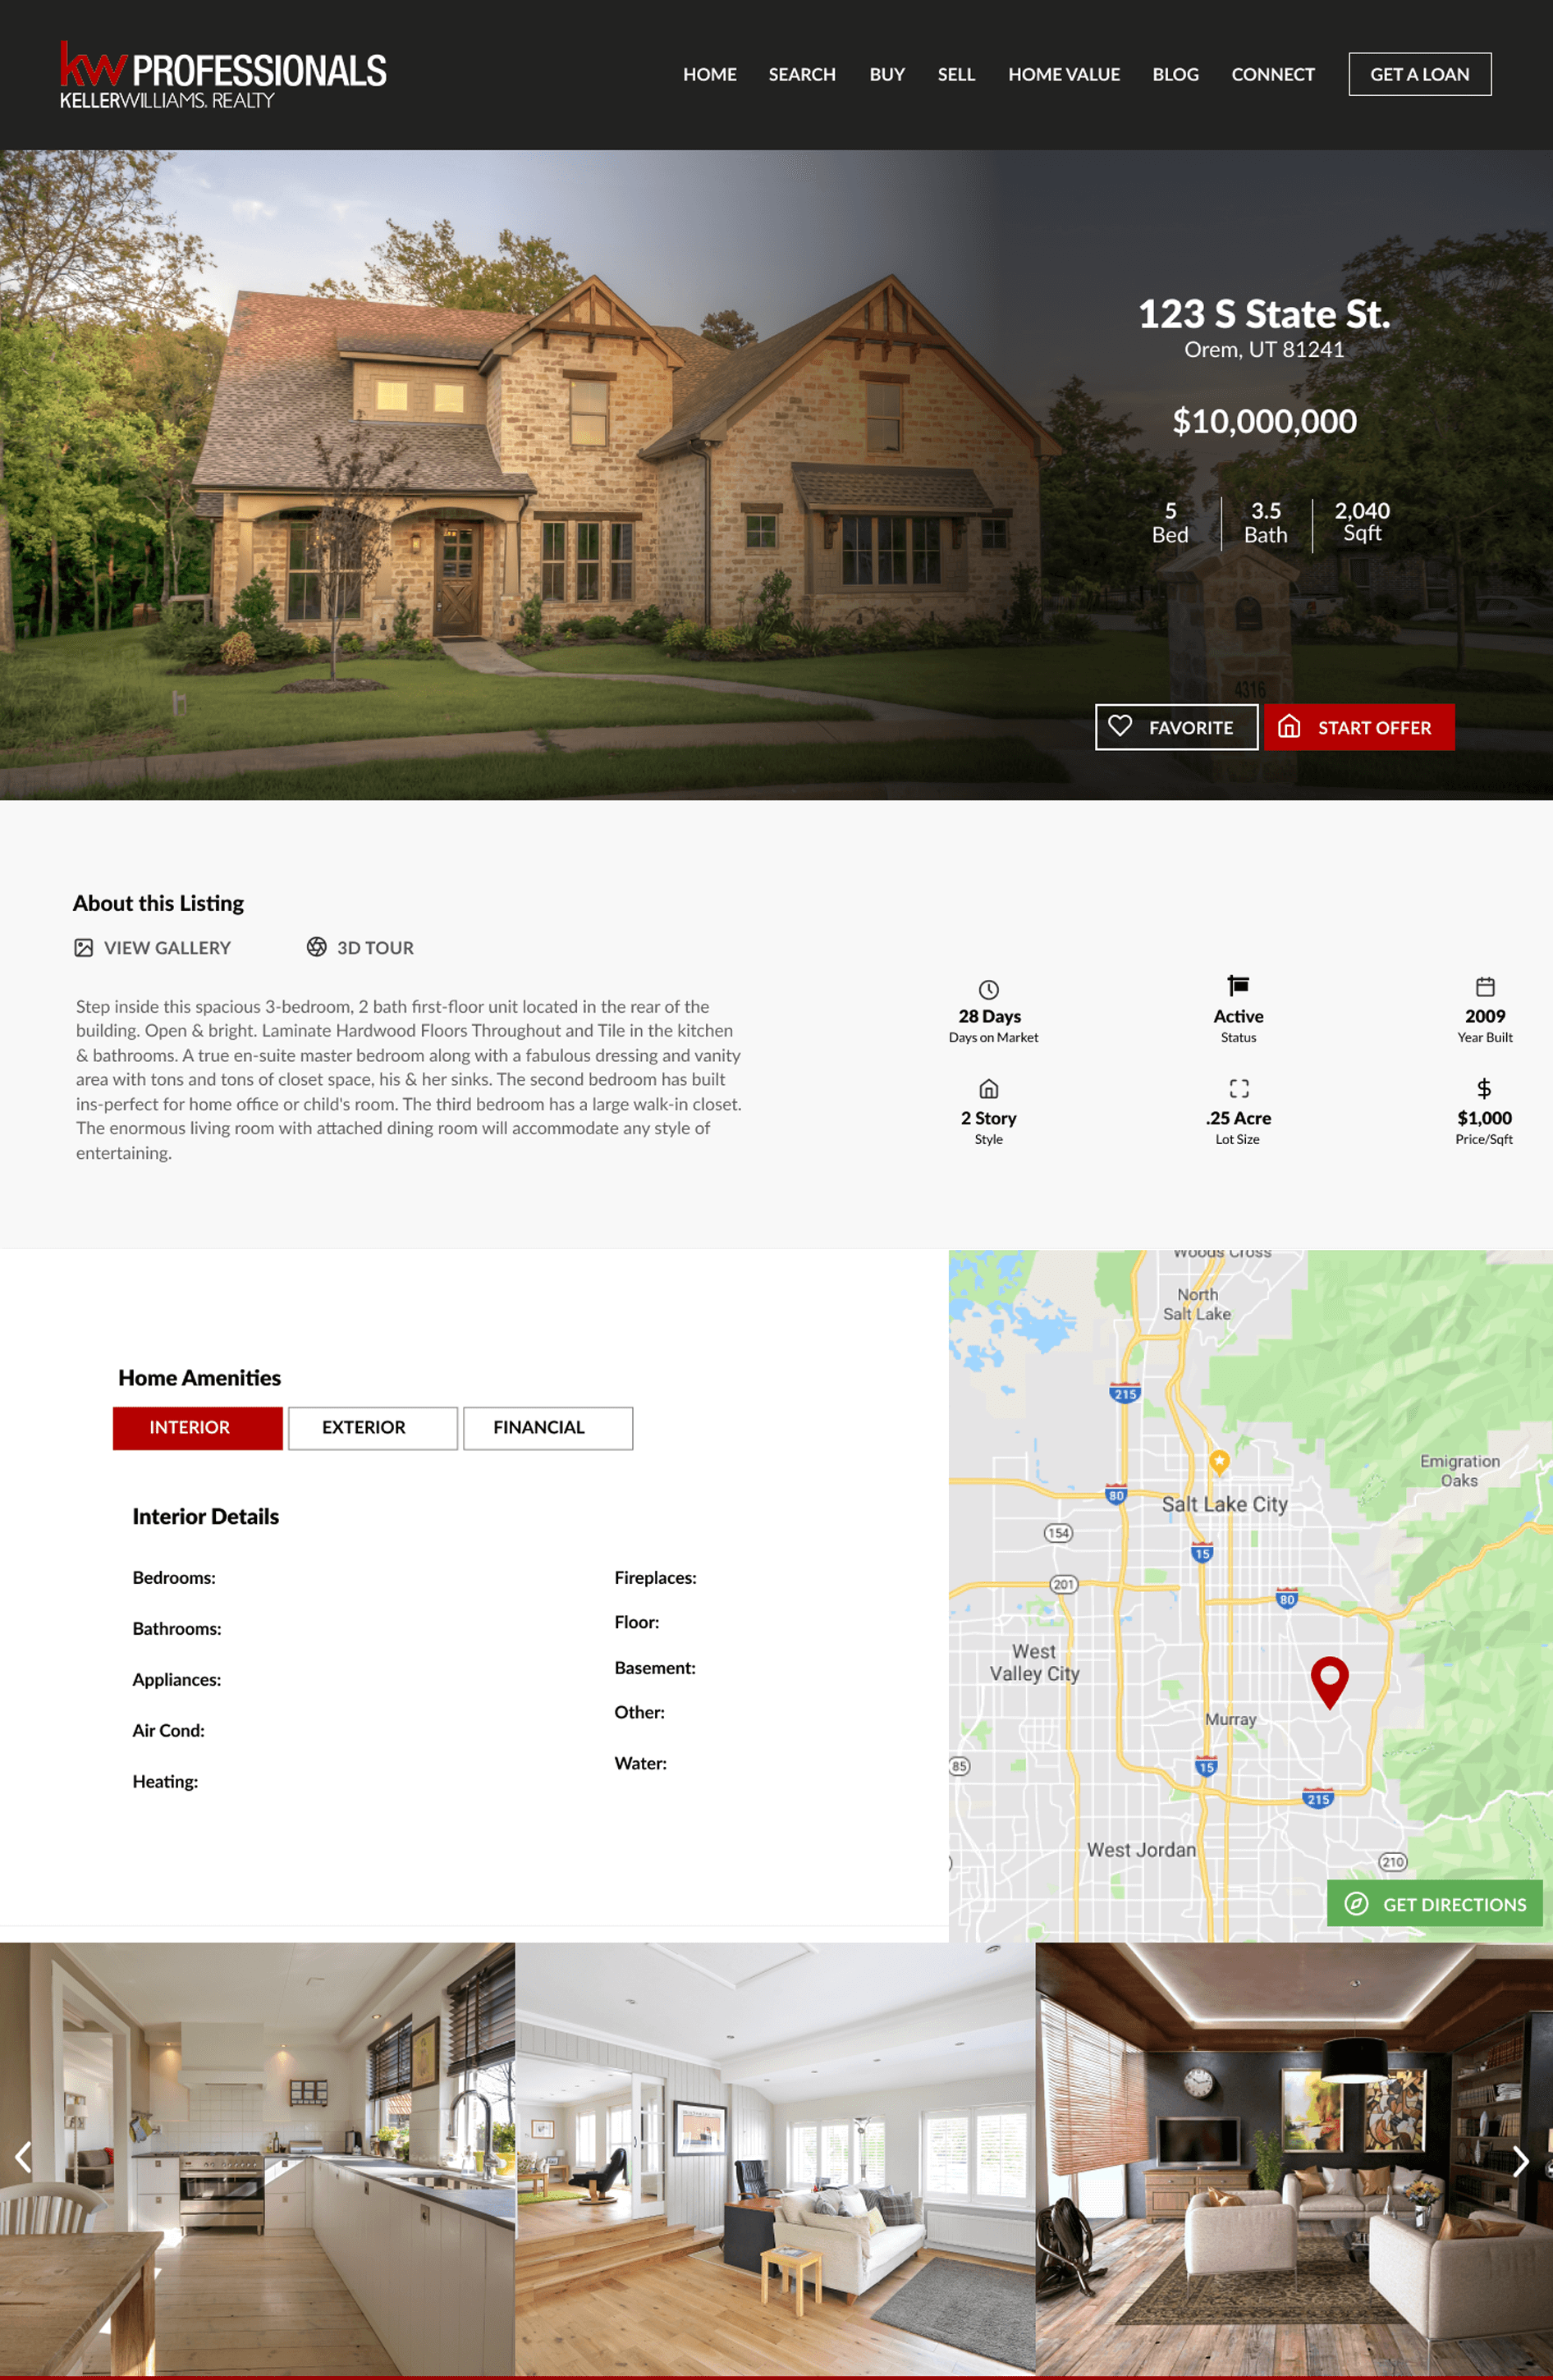 kw PROFESSIONALS
KELLERWILLIAMS. REALTY
HOME SEARCH BUY SELL HOME VALUE BLOG CONNECT GET A LOAN
123 S State St.
Orem, UT 81241
$10,000,000
5 3.5 2,040
Bed Bath Sqft
4316
FAVORITE START OFFER
About this Listing
VIEW GALLERY 3D TOUR
Step inside this spacious 3-bedroom, 2 bath first-floor unit located in the rear of the
building. Open & bright. Laminate Hardwood Floors Throughout and Tile in the kitchen
& bathrooms. A true en-suite master bedroom along with a fabulous dressing and vanity
area with tons and tons of closet space, his & her sinks. The second bedroom has built
ins-perfect for home office or child's room. The third bedroom has a large walk-in closet.
The enormous living room with attached dining room will accommodate any style of
entertaining.
28 Days Active 2009
Days on Market Status Year Built
2 Story .25 Acre $1,000
Style Lot Size Price/Sqft
Home Amenities
INTERIOR EXTERIOR FINANCIAL
Interior Details
Bedrooms:
Bathrooms:
Appliances:
Air Cond:
Heating:
Fireplaces:
Floor:
Basement:
Other:
Water:
Woods Cross
North
Salt Lake
215
Emigration
Oaks
80
Salt Lake City
154
15
201
80
West
Valley City
Murray
85
15
215
West Jordan
210
GET DIRECTIONS